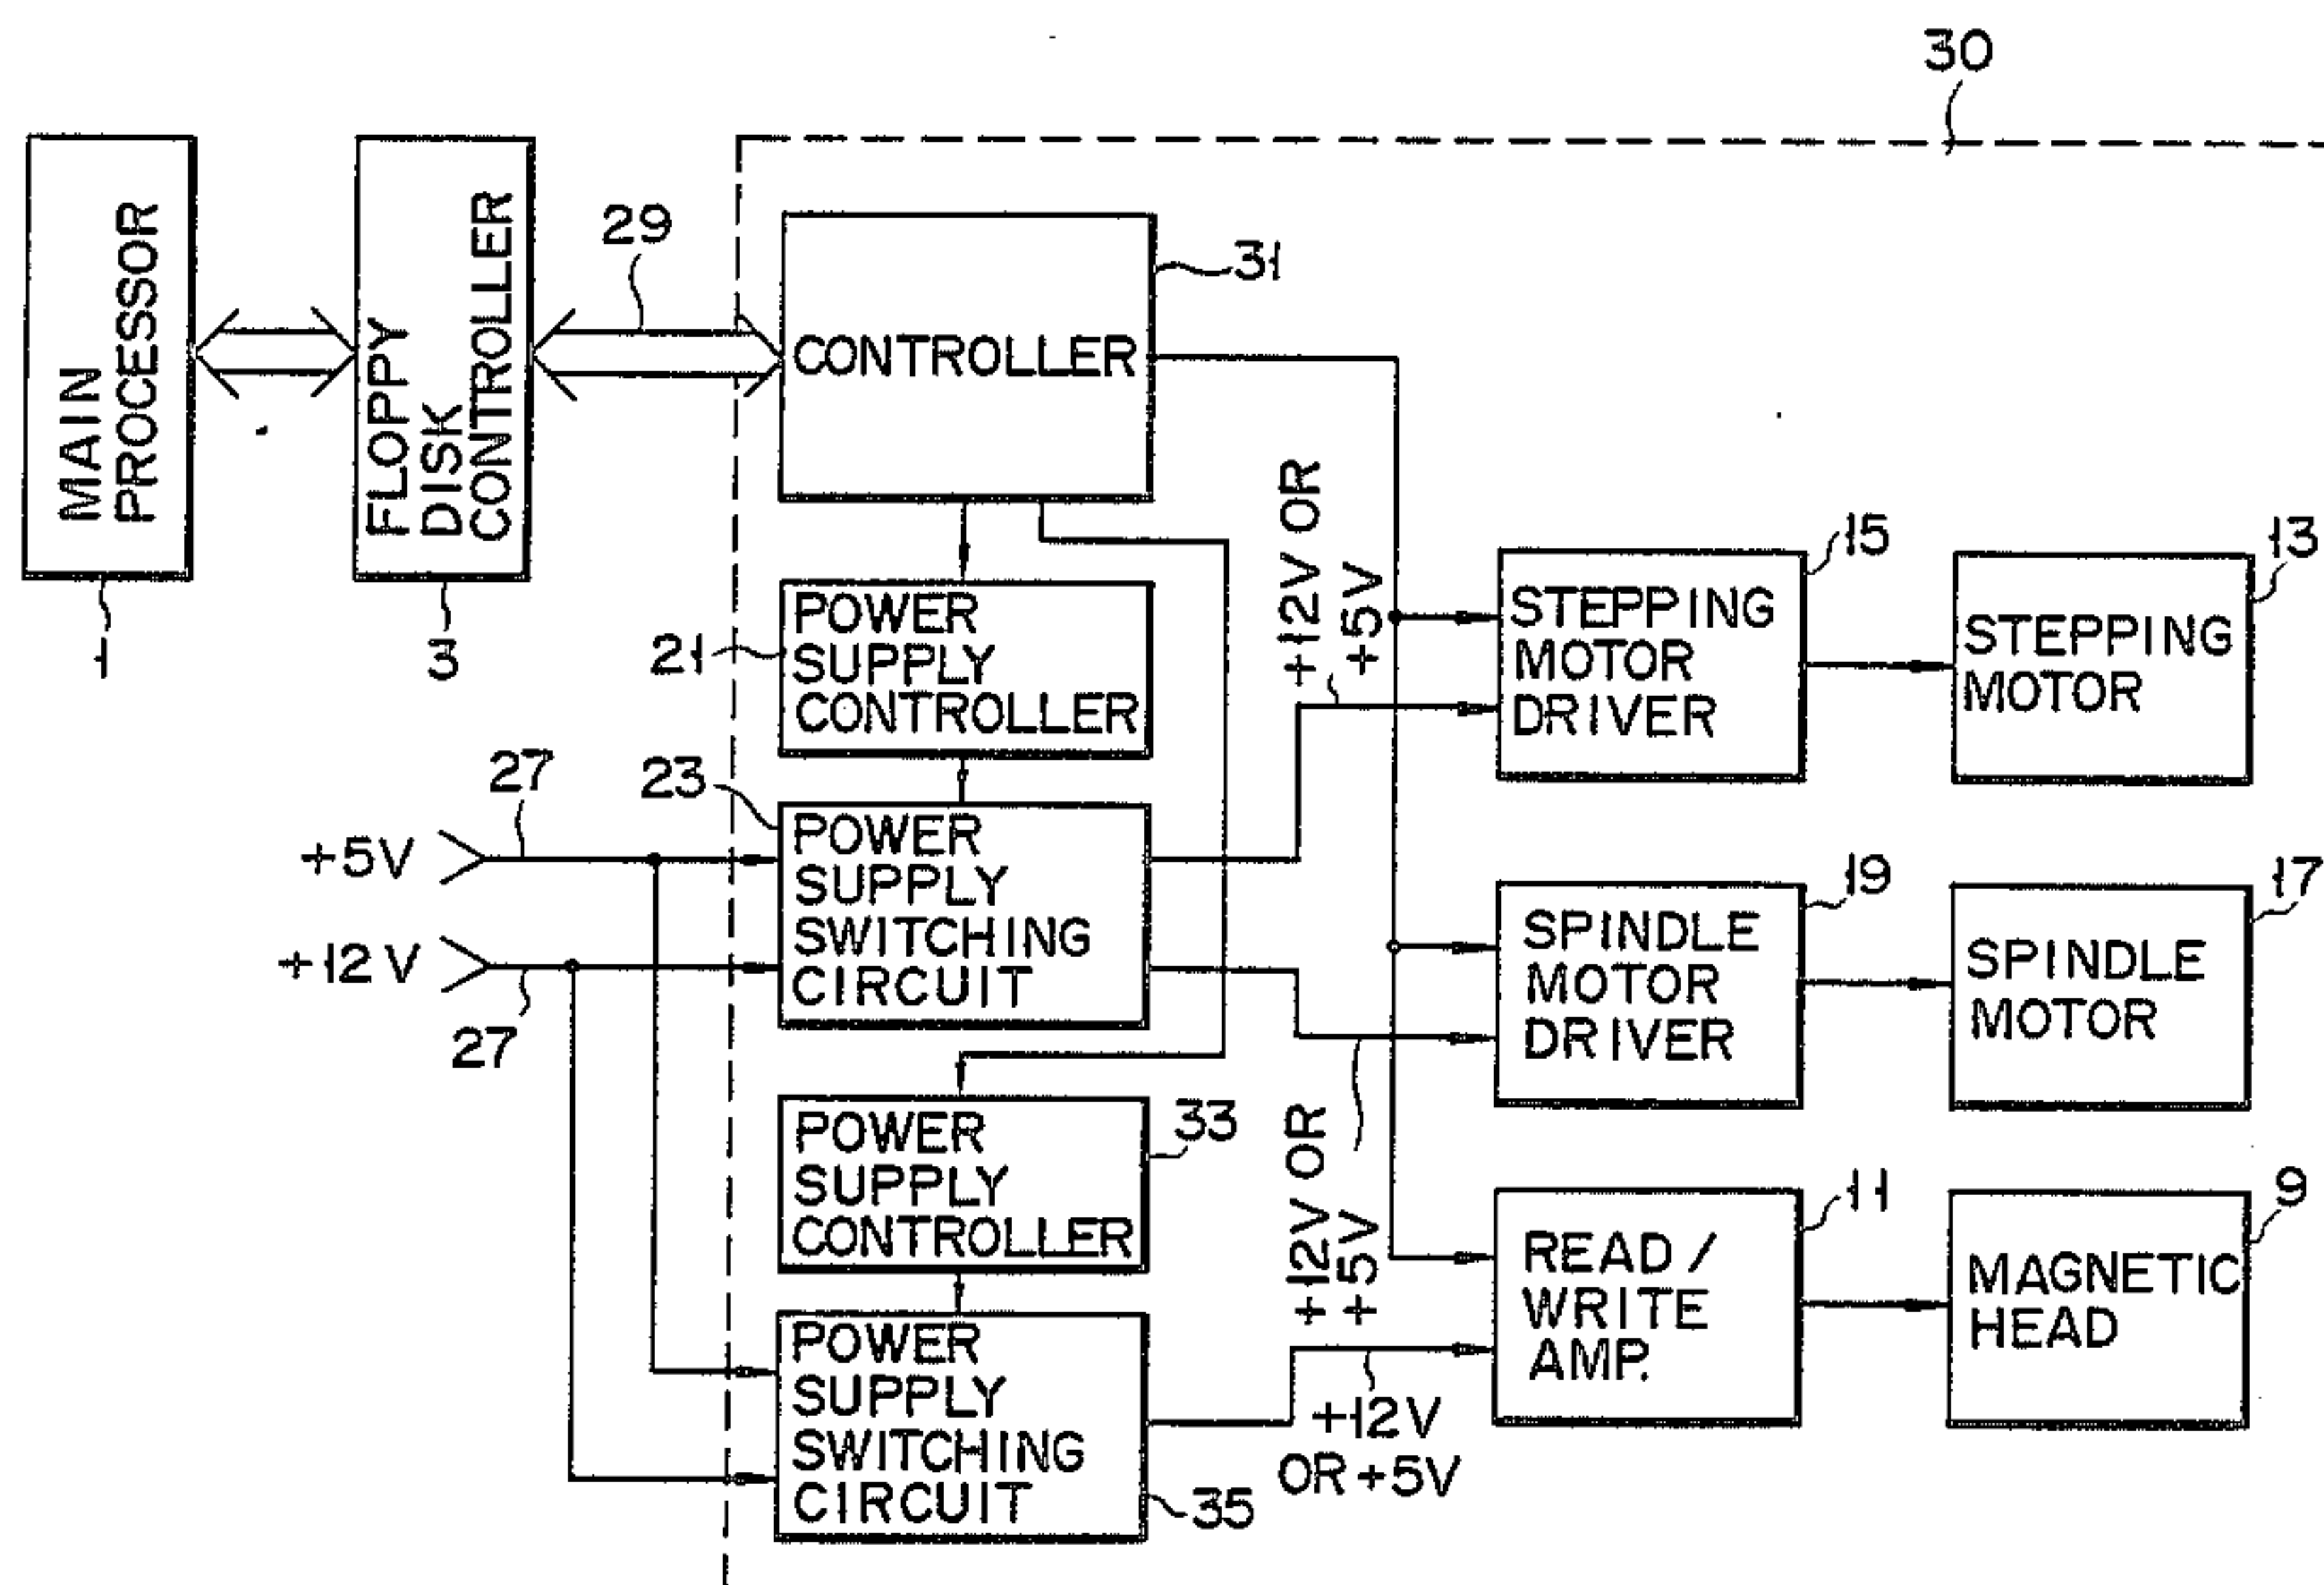 30
MAIN
PROCESSOR
1
FLOPPY
DISK
CONTROLLER
3
29
CONTROLLER
31
POWER
SUPPLY
CONTROLLER
21
POWER
SUPPLY
SWITCHING
CIRCUIT
23
+5V
27
+12V
27
POWER
SUPPLY
CONTROLLER
33
POWER
SUPPLY
SWITCHING
CIRCUIT
35
+12V OR
+5V
STEPPING
MOTOR
DRIVER
15
STEPPING
MOTOR
13
+12V OR
+5V
SPINDLE
MOTOR
DRIVER
19
SPINDLE
MOTOR
17
+12V
OR +5V
READ /
WRITE
AMP.
11
MAGNETIC
HEAD
9